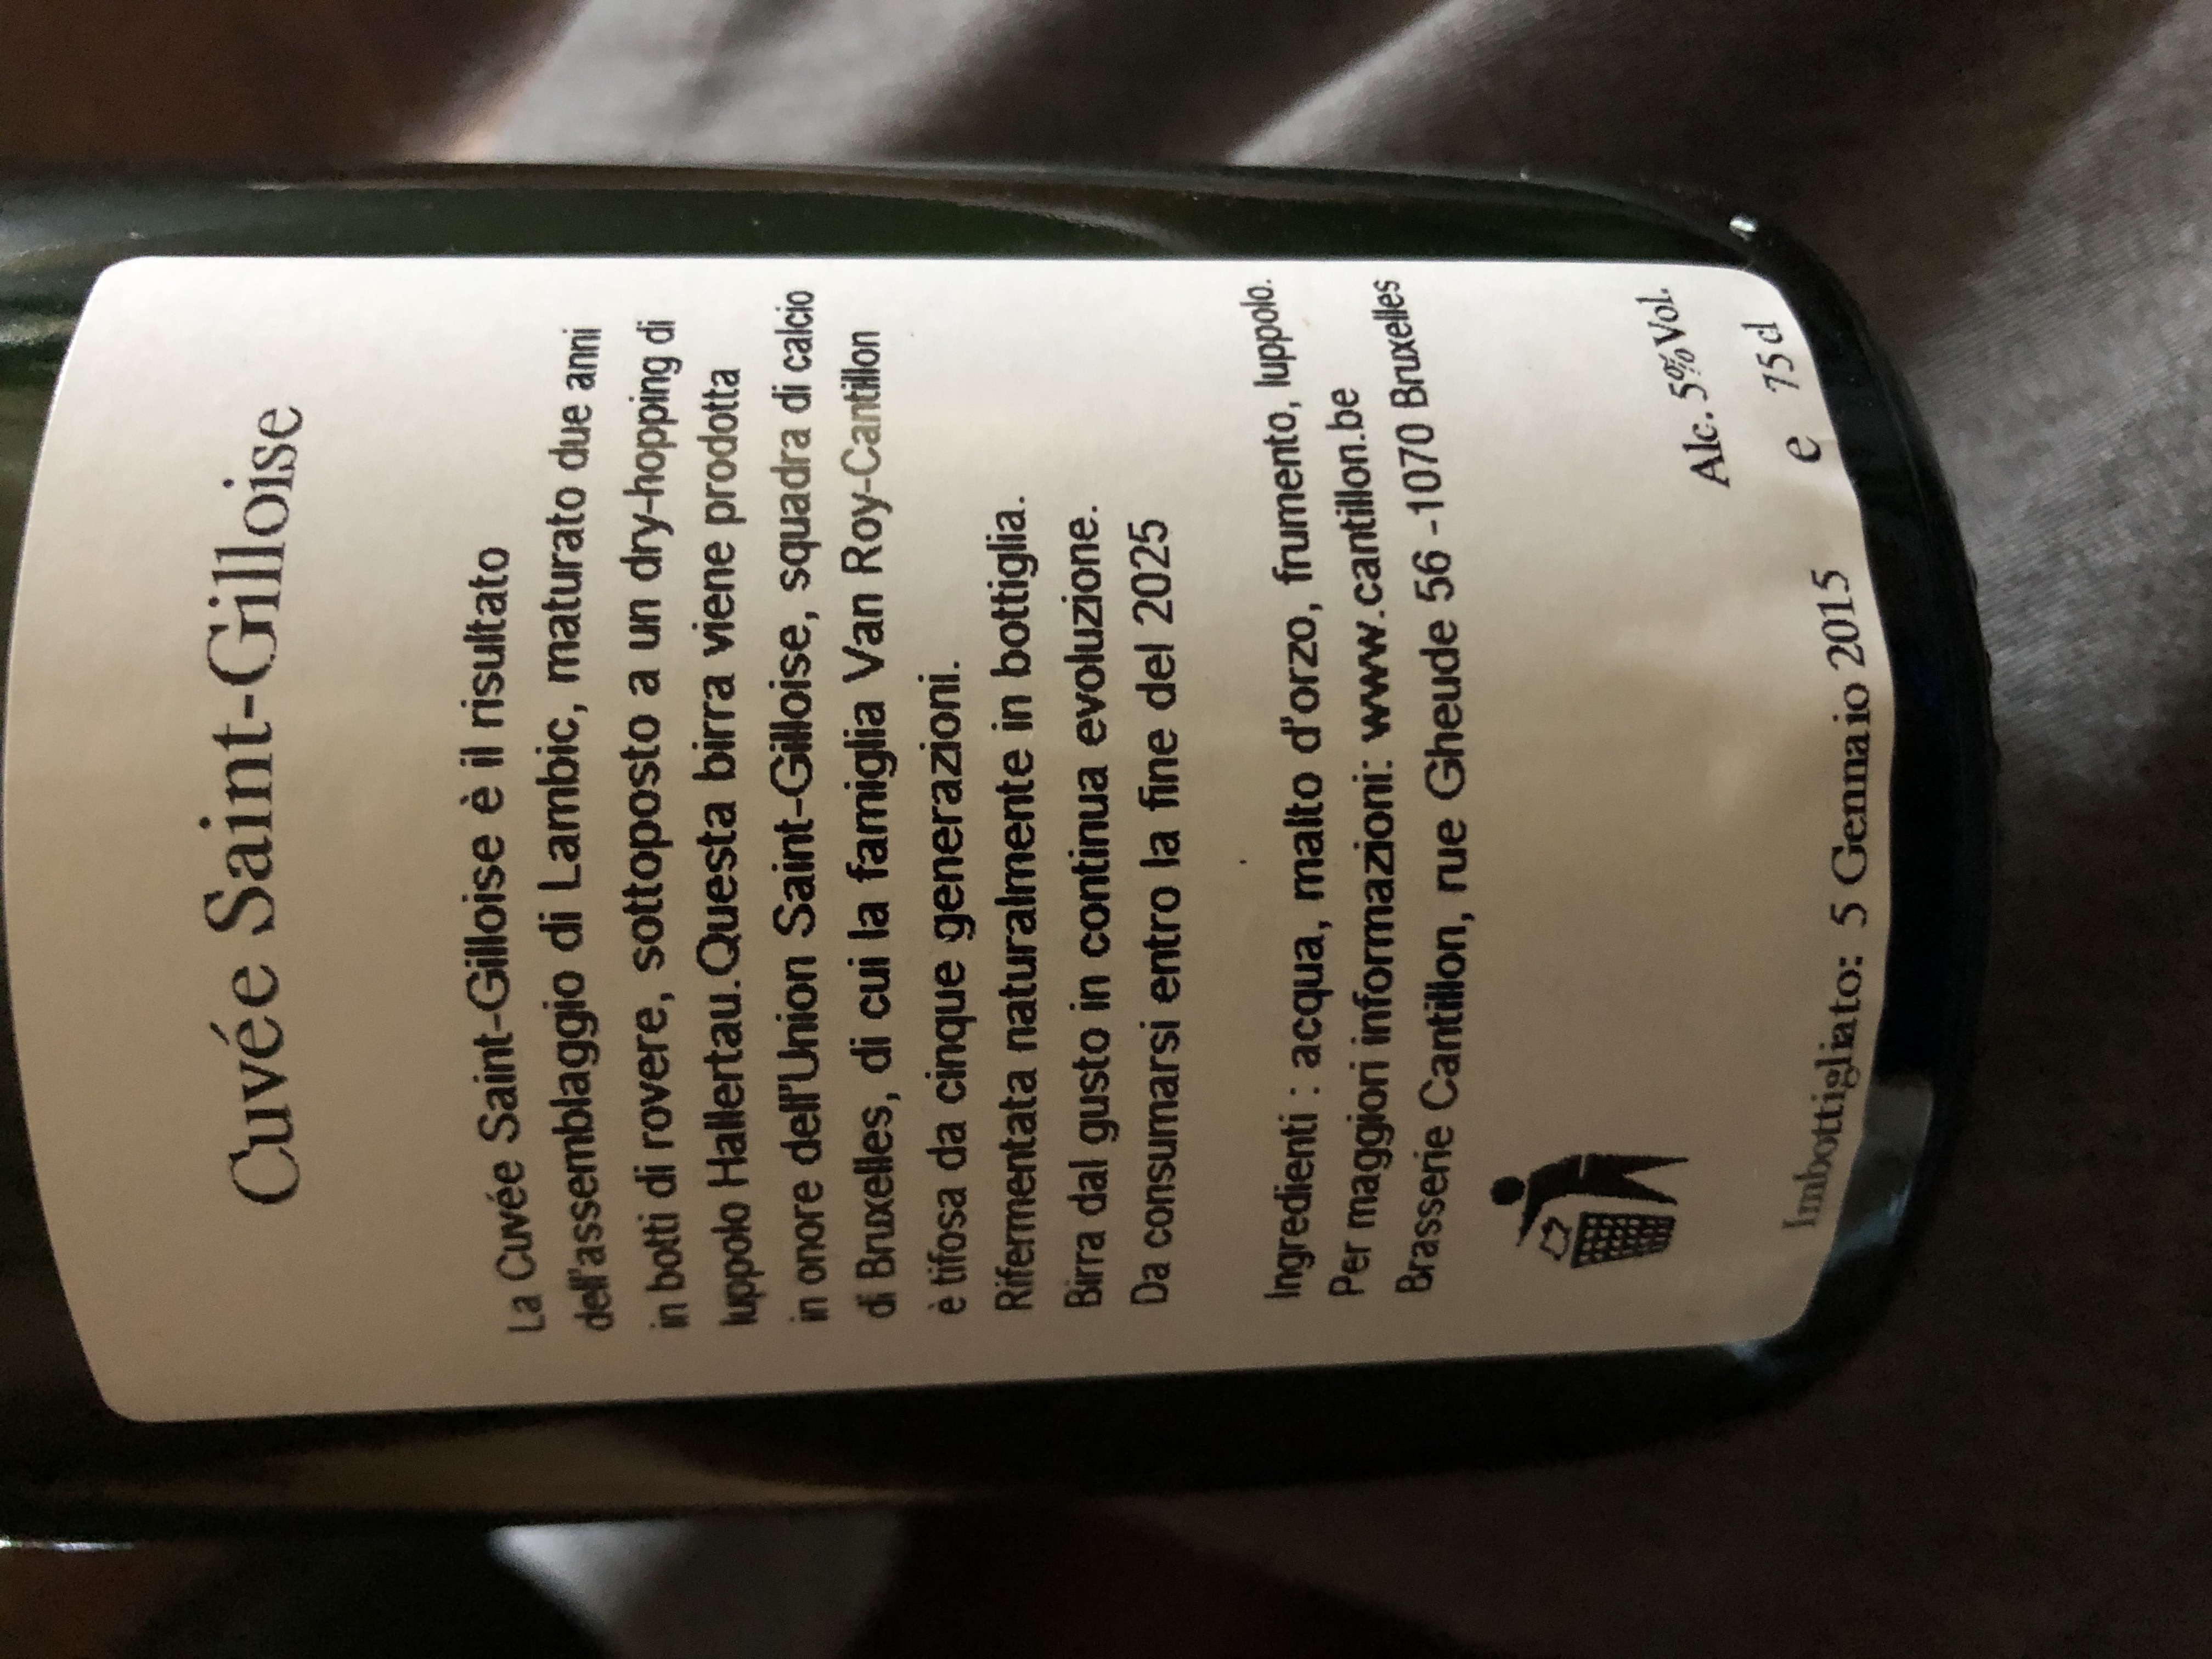 Cuvée Saint-Gilloise
La Cuvée Saint-Gilloise è il risultato
dell'assemblaggio di Lambic, maturato due anni
in botti di rovere, sottoposto a un dry-hopping di
luppolo Hallertau.Questa birra viene prodotta
in onore dell'Union Saint-Gilloise, squadra di calcio
di Bruxelles, di cui la famiglia Van Roy-Cantillon
è tifosa da cinque generazioni.
Rifermentata naturalmente in bottiglia.
Birra dal gusto in continua evoluzione.
Da consumarsi entro la fine del 2025
Ingredienti : acqua, malto d'orzo, frumento, luppolo.
Per maggiori informazioni: www.cantillon.be
Brasserie Cantillon, rue Gheude 56 -1070 Bruxelles
Alc. 5% Vol.
Imbottigliato: 5 Gennaio 2015 e 75 cl